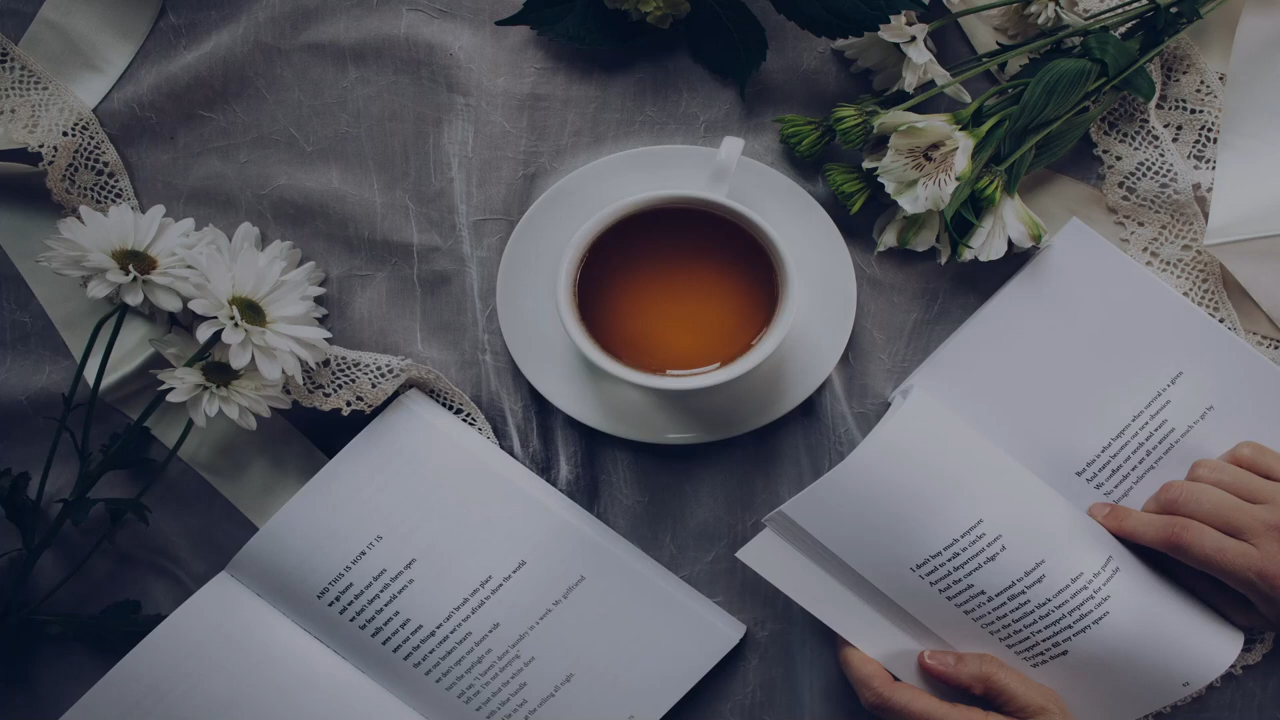 AND THIS IS HOW IT IS
we go home
and we shut our doors
we don't sleep with them open
for fear the world sees in
really sees us
sees our pain
sees our mess
sees the things we can't brush into place
the art we create we're too afraid to show the world
we our broken hearts
we don't open our doors wide
turn the spotlight on
and say, "I haven't done laundry in a week. My girlfriend
left me. I'm not sleeping."
we just shut the white door
with a blue handle
lie in bed
the ceiling all night.
But this is what happens when survival is a given
And status becomes our new obsession
We conflate our needs and wants
No wonder we are all so anxious
Imagine believing you need so much to get by
I don't buy much anymore
I used to walk in circles
Around department stores
And the curved edges of
Bantools
Searching
But it's all seemed to dissolve
Into a most filling hunger
One that reaches
For the familiar black cotton dress
And the food that's been sitting in the pantry
Because I've stopped preparing for someday
Stopped wandering endless circles
Trying to fill my empty spaces
With things